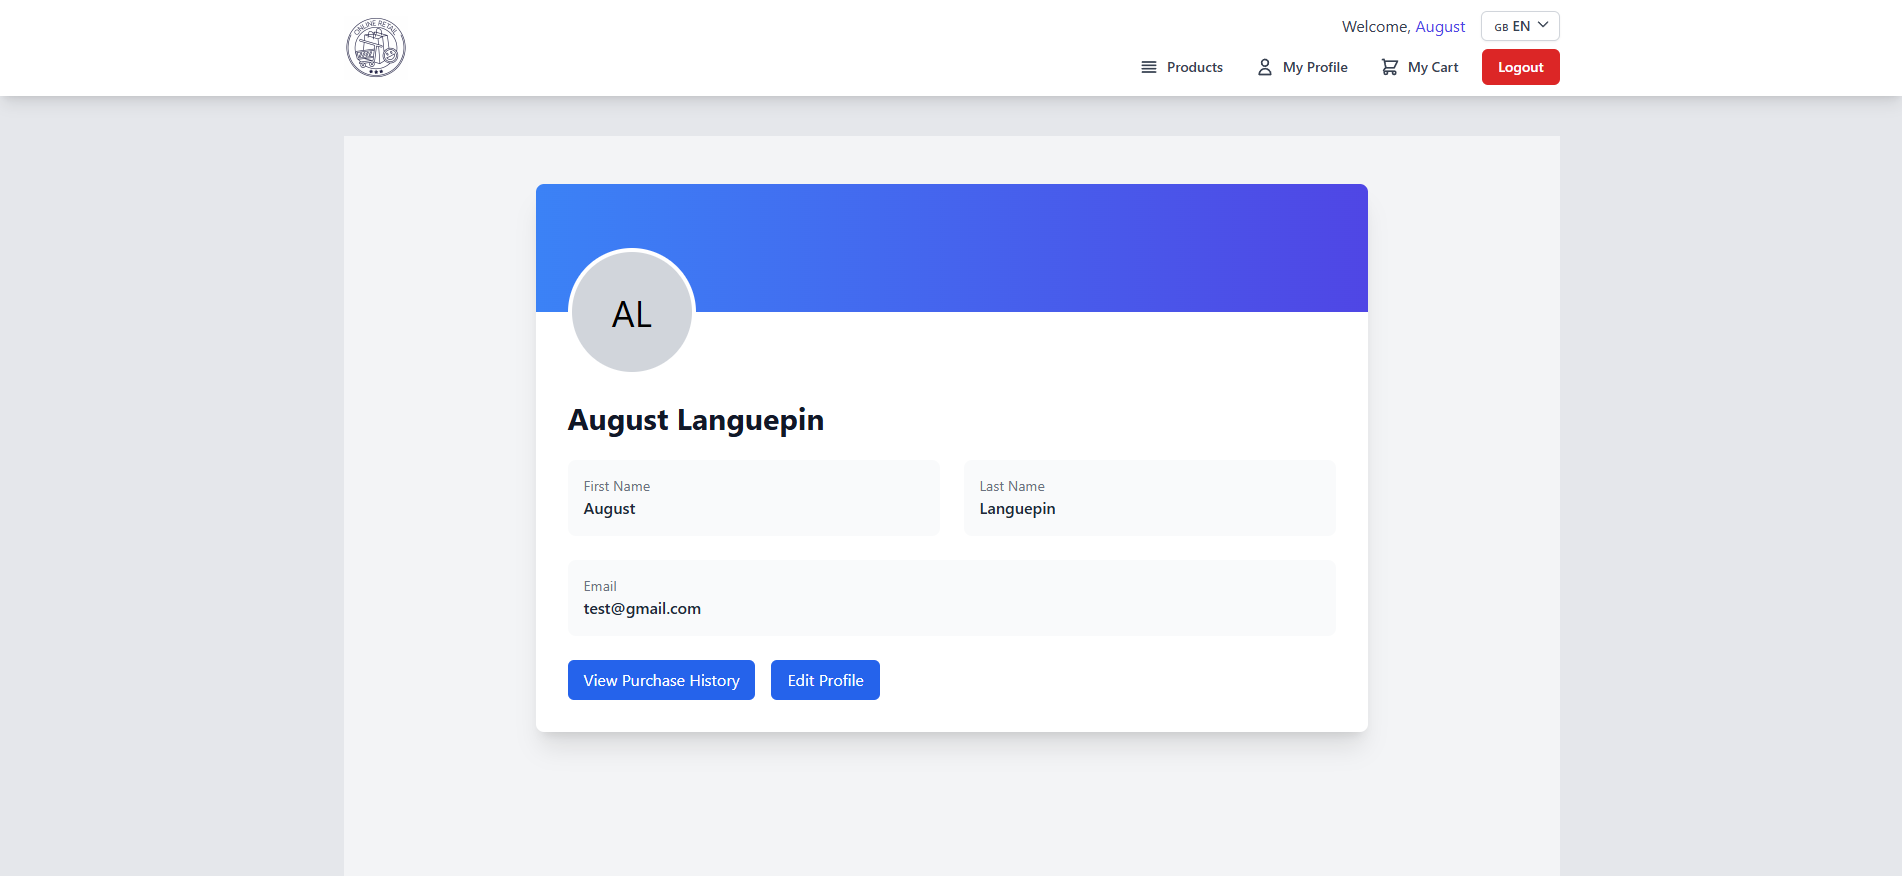 ONLINE RETAIL
Welcome, August
GB EN
Products
My Profile
My Cart
Logout
AL
August Languepin
First Name
August
Last Name
Languepin
Email
test@gmail.com
View Purchase History
Edit Profile